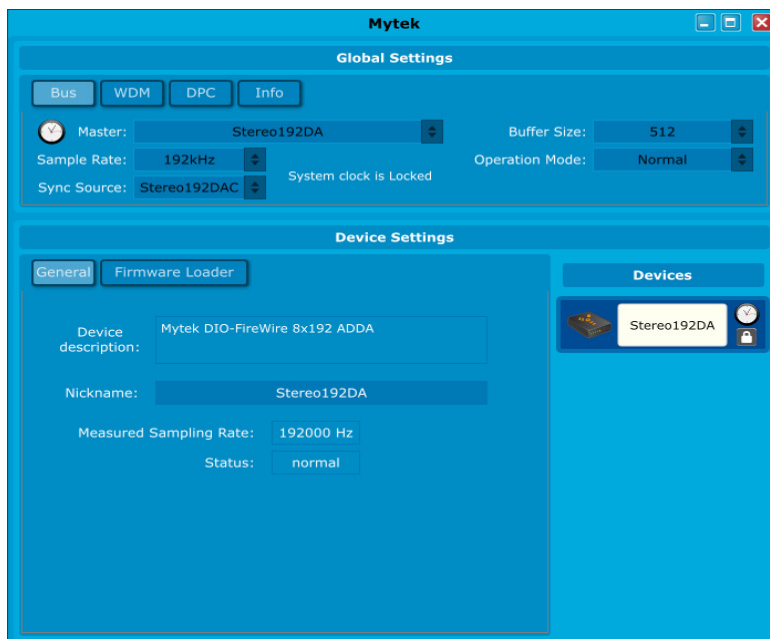 Mytek
Global Settings
Bus WDM DPC Info
Master: Stereo192DA Buffer Size: 512
Sample Rate: 192kHz Operation Mode: Normal
System clock is Locked
Sync Source: Stereo192DAC
Device Settings
General Firmware Loader
Devices
Device description: Mytek DIO-FireWire 8x192 ADDA
Stereo192DA
Nickname: Stereo192DA
Measured Sampling Rate: 192000 Hz
Status: normal